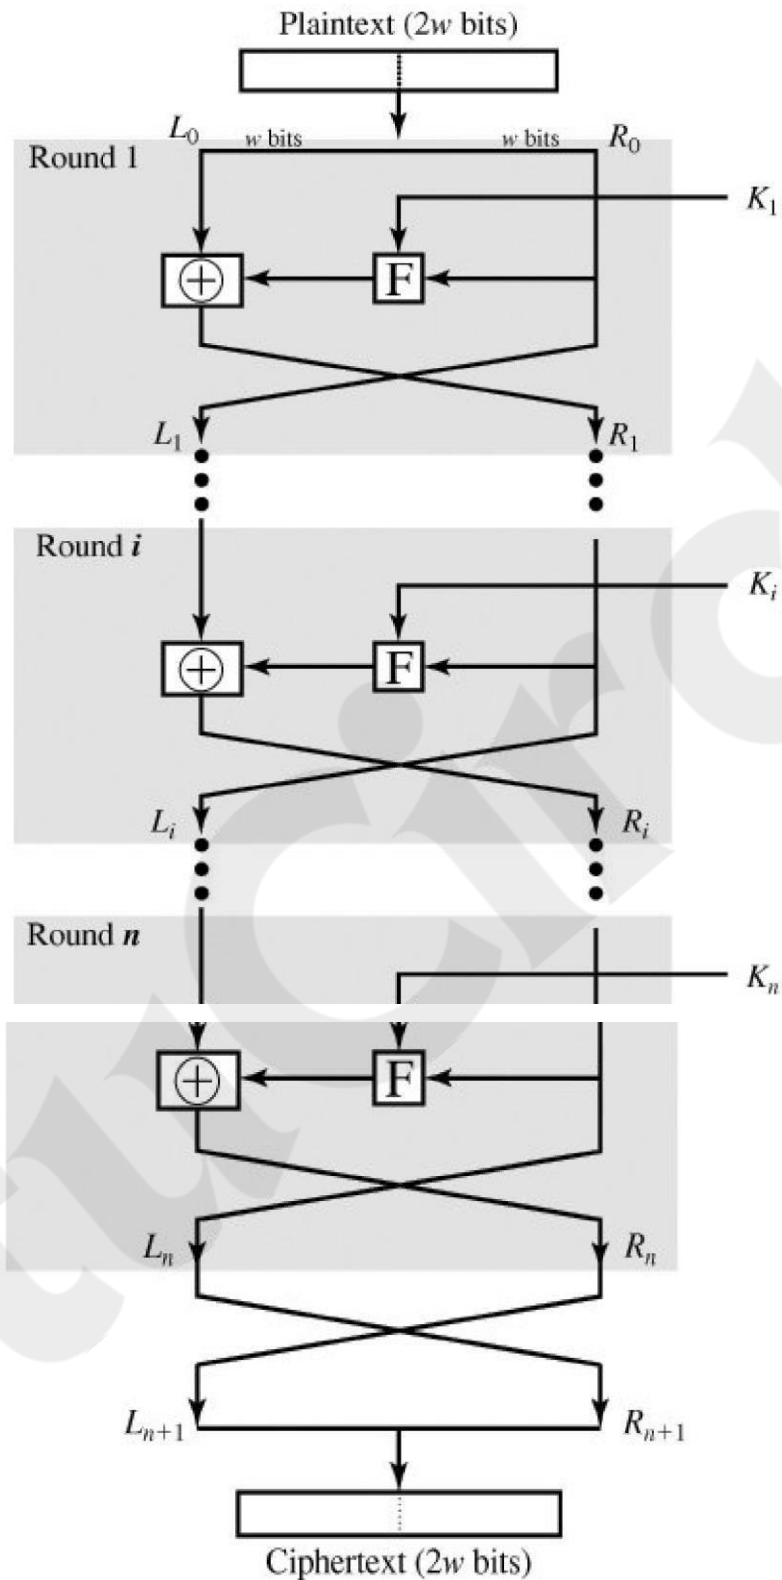 Plaintext (2w bits)
L₀ w bits w bits R₀
Round 1
K₁
⊕ F
L₁ R₁
Round i
Kᵢ
⊕ F
Lᵢ Rᵢ
Round n
Kₙ
⊕ F
Lₙ Rₙ
Lₙ₊₁ Rₙ₊₁
Ciphertext (2w bits)